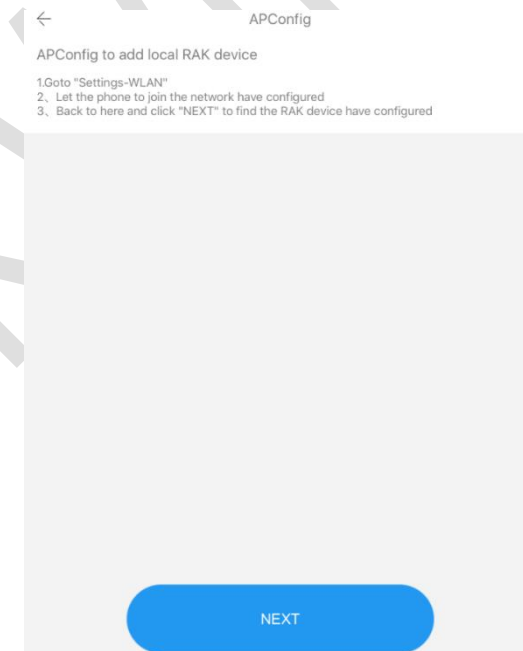 APConfig
APConfig to add local RAK device
1.Goto "Settings-WLAN"
2、Let the phone to join the network have configured
3、Back to here and click "NEXT" to find the RAK device have configured
NEXT